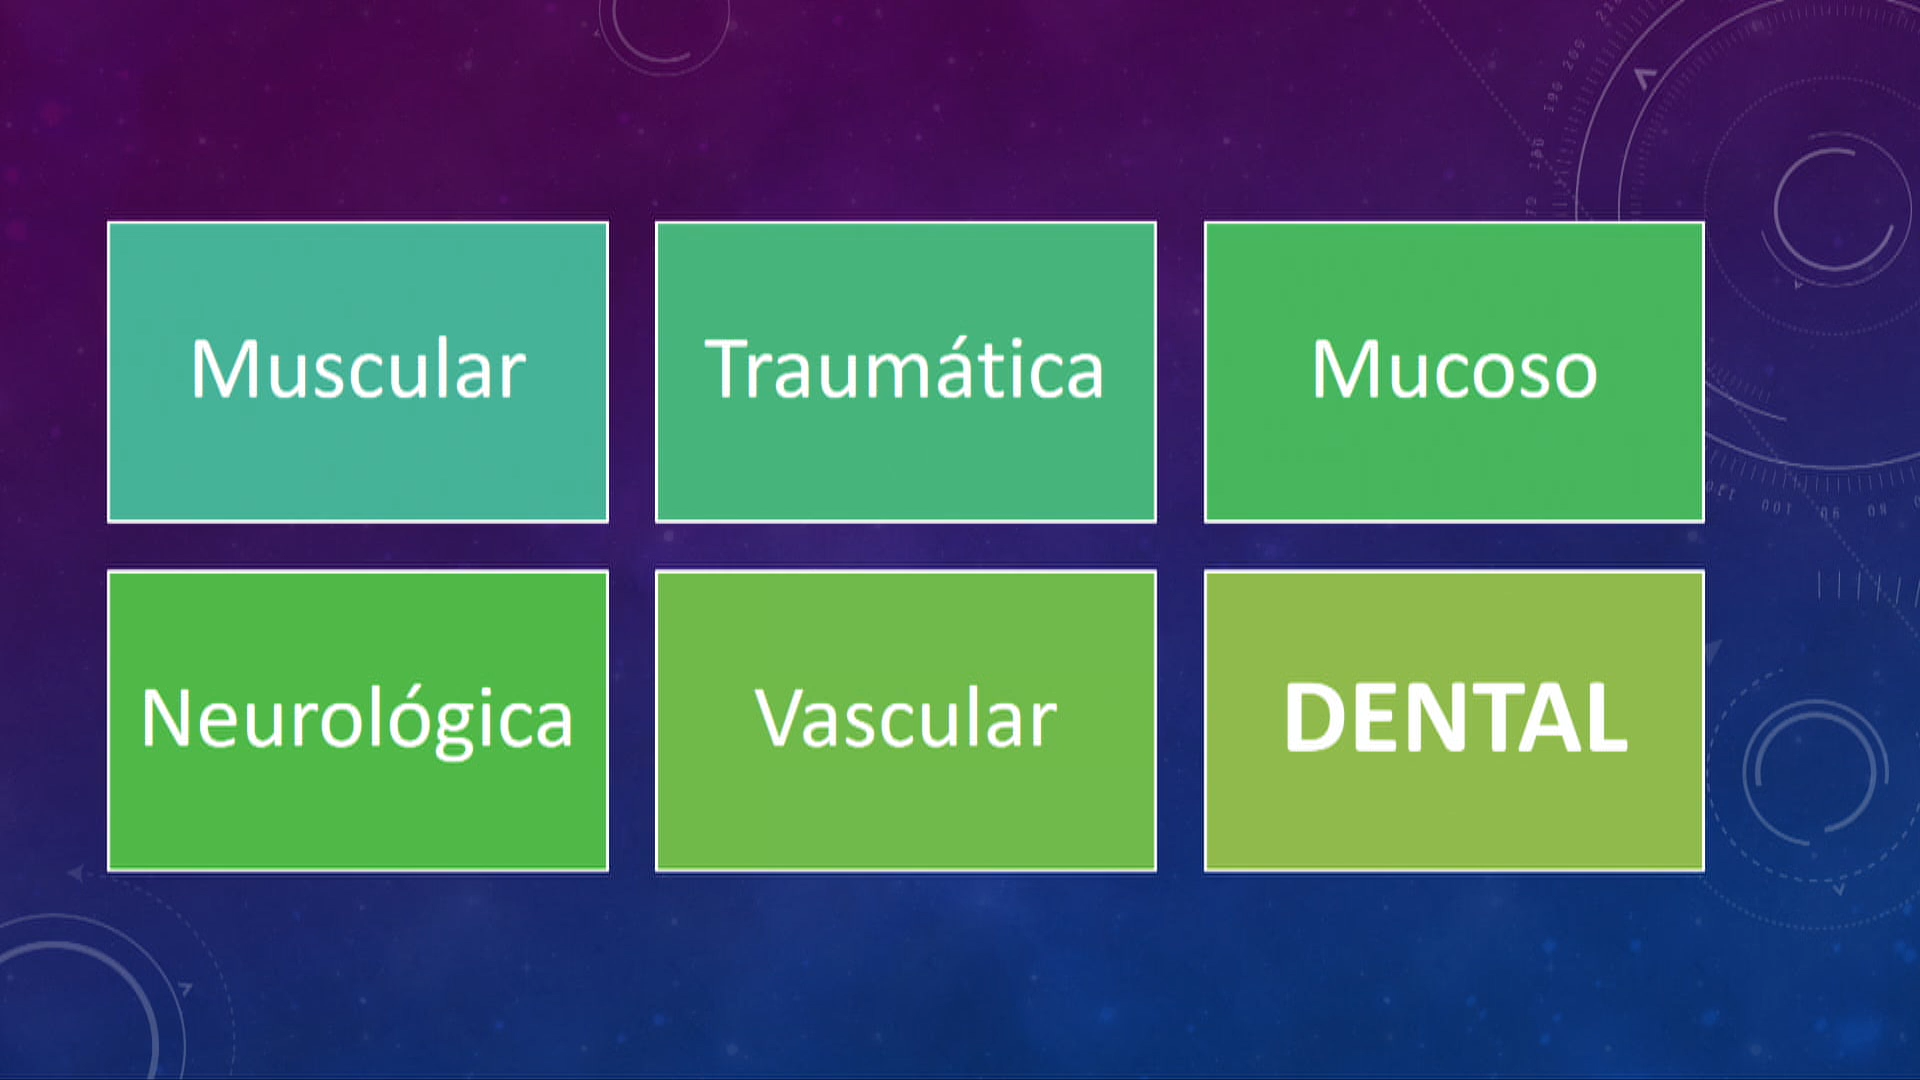 Muscular
Traumática
Mucoso
Neurológica
Vascular
DENTAL